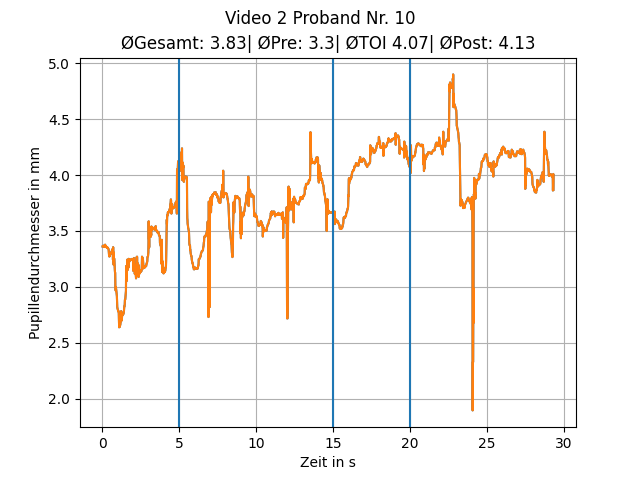 Video 2 Proband Nr. 10
ØGesamt: 3.83| ØPre: 3.3| ØTOI 4.07| ØPost: 4.13
5.0
4.5
4.0
3.5
3.0
2.5
2.0
Pupillendurchmesser in mm
0 5 10 15 20 25 30
Zeit in s